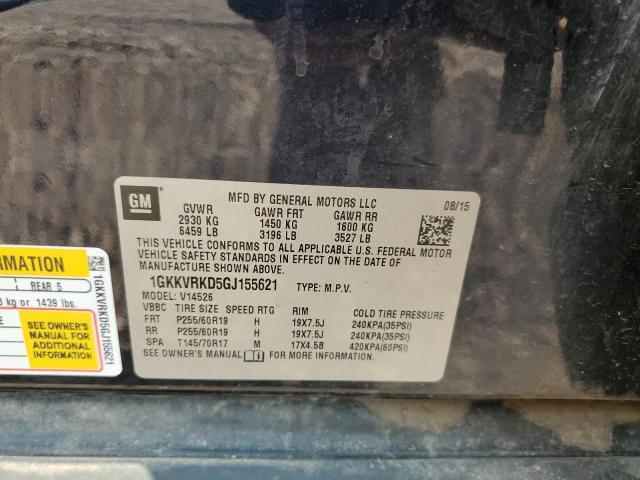 GM
MFD BY GENERAL MOTORS LLC
08/15
GVWR GAWR FRT GAWR RR
2930 KG 1450 KG 1600 KG
6459 LB 3196 LB 3527 LB
THIS VEHICLE CONFORMS TO ALL APPLICABLE U.S. FEDERAL MOTOR
VEHICLE SAFETY STANDARDS IN EFFECT ON THE DATE OF
MANUFACTURE SHOWN ABOVE.
1GKKVRKD5GJ155621 TYPE: M.P.V.
MODEL: V14526
VBBC TIRE SIZE SPEED RTG RIM COLD TIRE PRESSURE
FRT P255/60R19 H 19X7.5J 240KPA(35PSI)
RR P255/60R19 H 19X7.5J 240KPA(35PSI)
SPA T145/70R17 M 17X4.5B 420KPA(60PSI)
SEE OWNER'S MANUAL FOR MORE INFORMATION.
RMATION
REAR 5
kg or 1439 lbs.
SEE OWNER'S
MANUAL FOR
ADDITIONAL
INFORMATION
1GKKVRKD5GJ155621